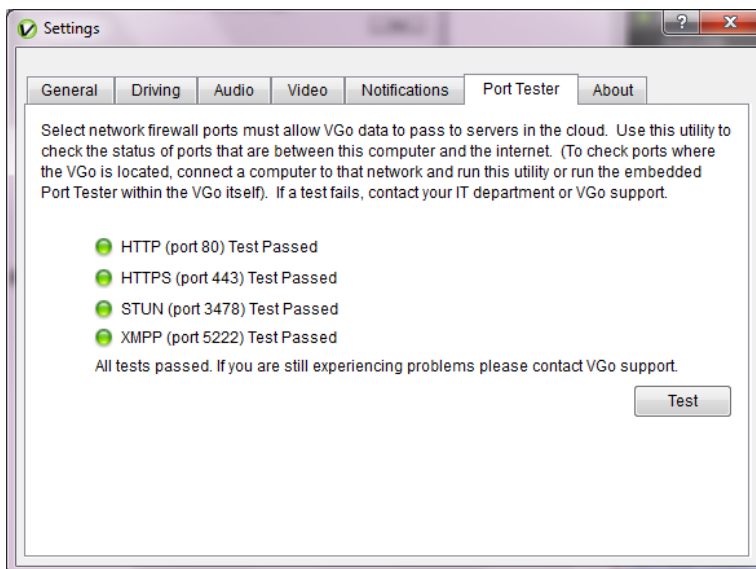 Settings
?
X
General Driving Audio Video Notifications Port Tester About
Select network firewall ports must allow VGo data to pass to servers in the cloud. Use this utility to
check the status of ports that are between this computer and the internet. (To check ports where
the VGo is located, connect a computer to that network and run this utility or run the embedded
Port Tester within the VGo itself). If a test fails, contact your IT department or VGo support.
HTTP (port 80) Test Passed
HTTPS (port 443) Test Passed
STUN (port 3478) Test Passed
XMPP (port 5222) Test Passed
All tests passed. If you are still experiencing problems please contact VGo support.
Test